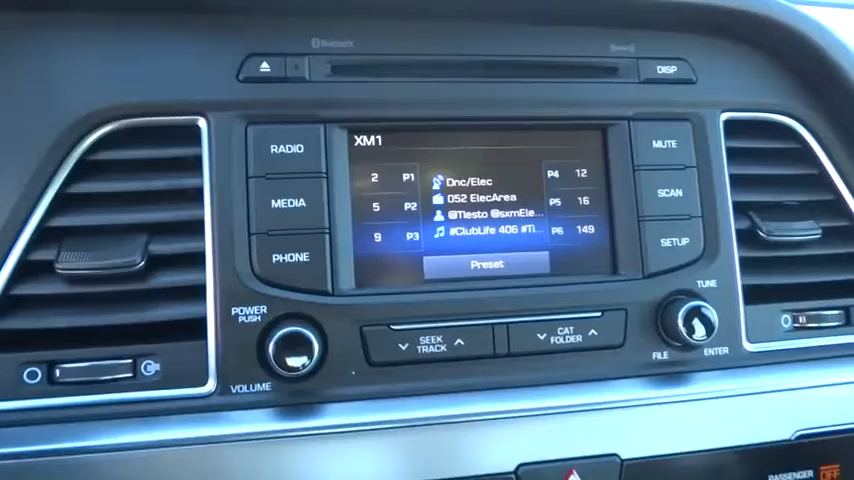 Bluetooth
DISP
RADIO
MEDIA
PHONE
XM1
2 P1
5 P2
9 P3
Dnc/Elec
052 ElecArea
@Tiesto @sxmEle...
#ClubLife 406 #Ti...
P4 12
P5 16
P6 149
Preset
MUTE
SCAN
SETUP
POWER
PUSH
VOLUME
SEEK
TRACK
CAT
FOLDER
TUNE
FILE
ENTER
PASSENGER
OFF